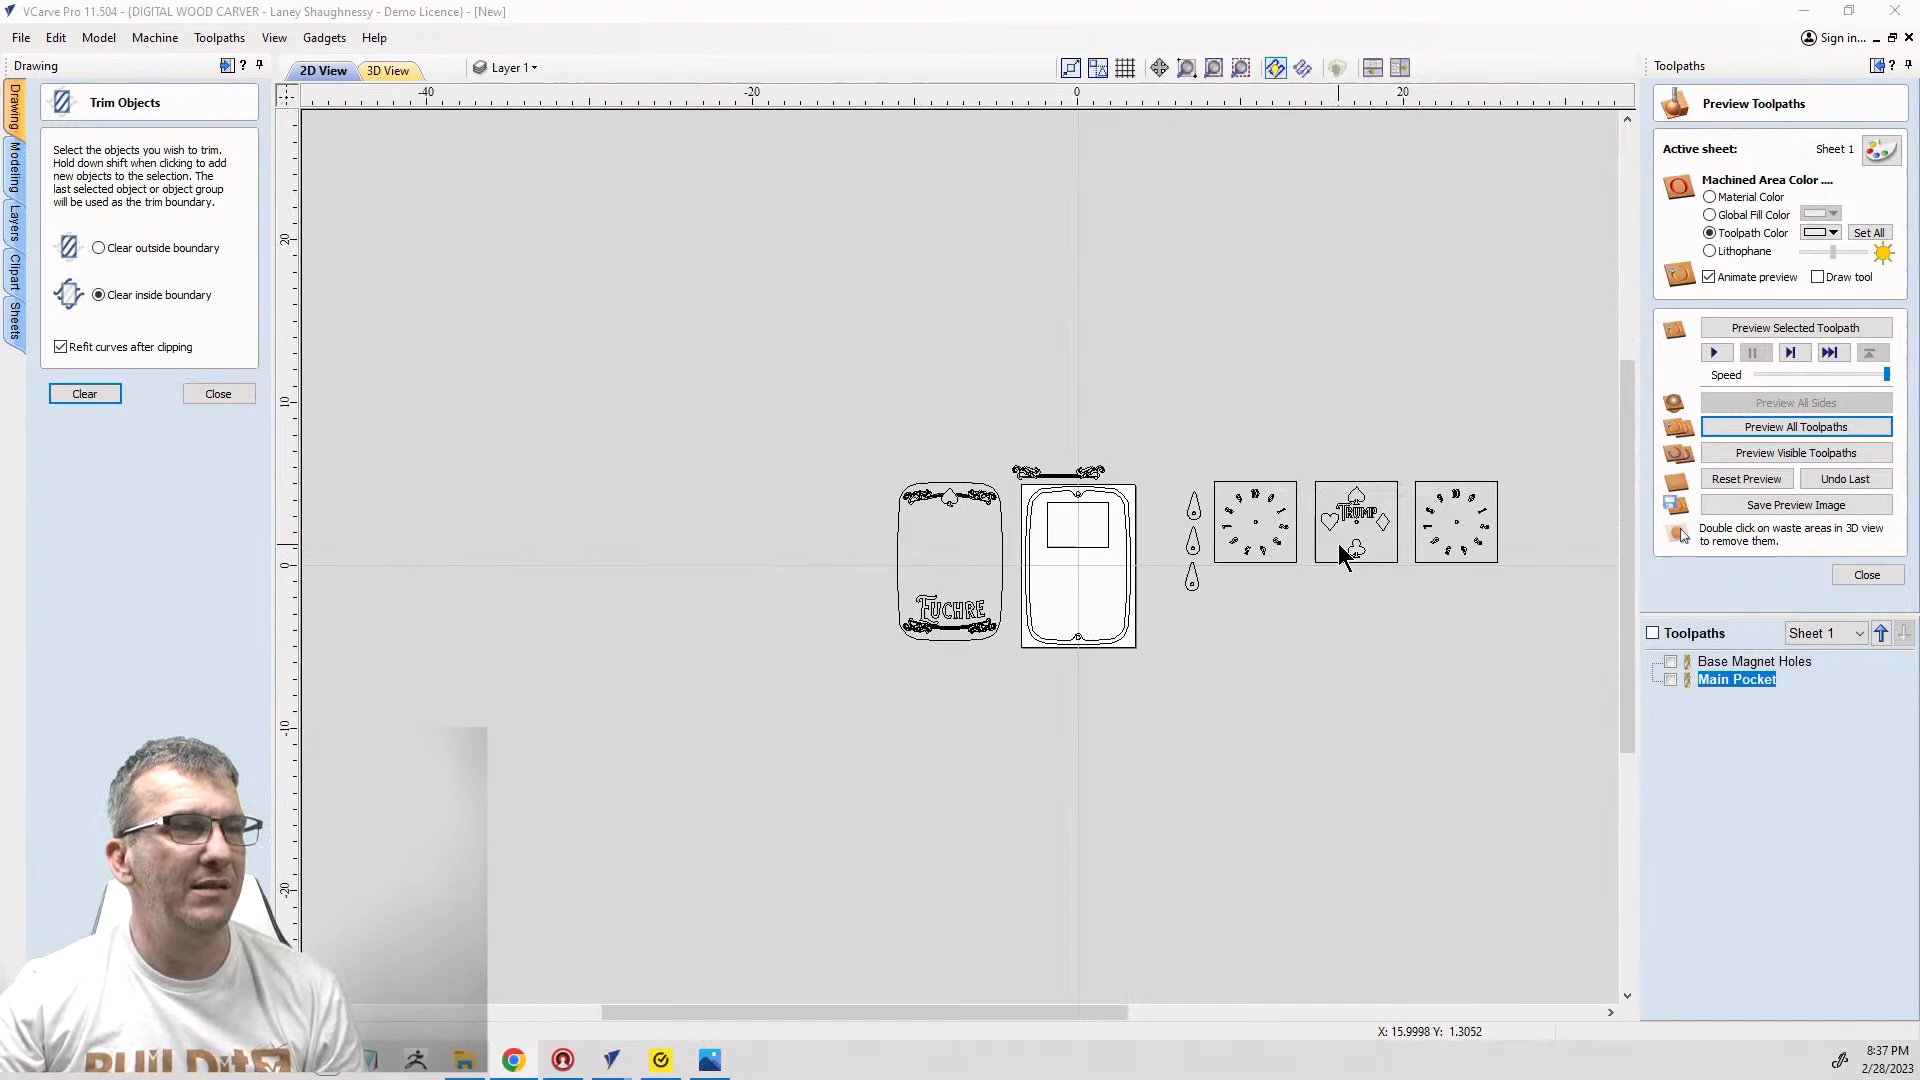 VCarve Pro 11.504 - {DIGITAL WOOD CARVER - Laney Shaughnessy - Demo Licence} - [New]
File Edit Model Machine Toolpaths View Gadgets Help
Sign in...
Drawing
2D View
3D View
Layer 1
Toolpaths
Drawing
Modeling
Layers
Clipart
Sheets
Trim Objects
Select the objects you wish to trim.
Hold down shift when clicking to add
new objects to the selection. The
last selected object or object group
will be used as the trim boundary.
Clear outside boundary
Clear inside boundary
Refit curves after clipping
Clear
Close
-40
-20
0
20
20
10
0
-10
-20
FUCHRE
TRUMP
Preview Toolpaths
Active sheet: Sheet 1
Machined Area Color ....
Material Color
Global Fill Color
Toolpath Color
Set All
Lithophane
Animate preview
Draw tool
Preview Selected Toolpath
Speed
Preview All Sides
Preview All Toolpaths
Preview Visible Toolpaths
Reset Preview
Undo Last
Save Preview Image
Double click on waste areas in 3D view
to remove them.
Close
Toolpaths
Sheet 1
Base Magnet Holes
Main Pocket
X: 15.9998 Y: 1.3052
8:37 PM
2/28/2023